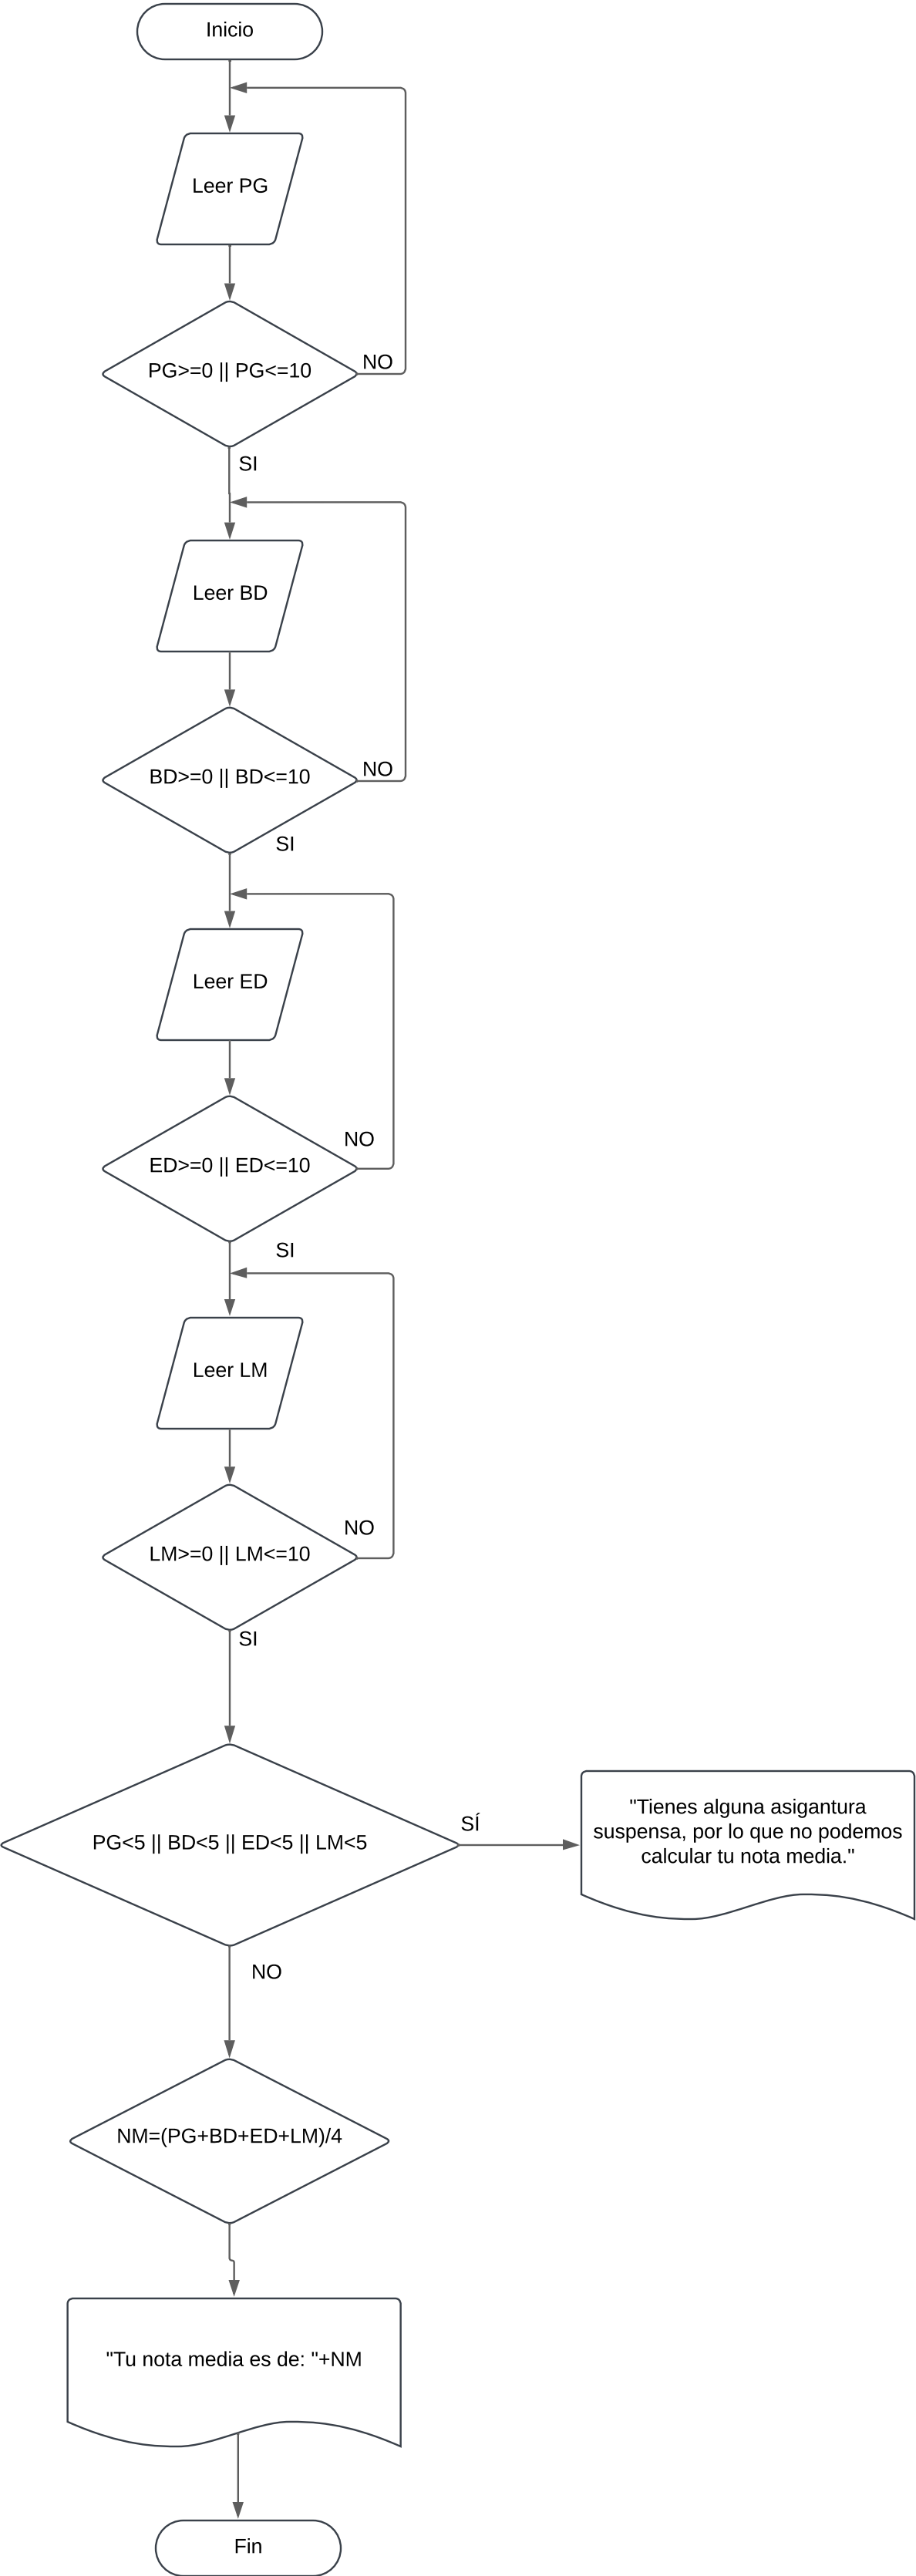 Inicio
Leer PG
PG>=0 || PG<=10
NO
SI
Leer BD
BD>=0 || BD<=10
NO
SI
Leer ED
NO
ED>=0 || ED<=10
SI
Leer LM
NO
LM>=0 || LM<=10
SI
PG<5 || BD<5 || ED<5 || LM<5
SÍ
"Tienes alguna asigantura
suspensa, por lo que no podemos
calcular tu nota media."
NO
NM=(PG+BD+ED+LM)/4
"Tu nota media es de: "+NM
Fin